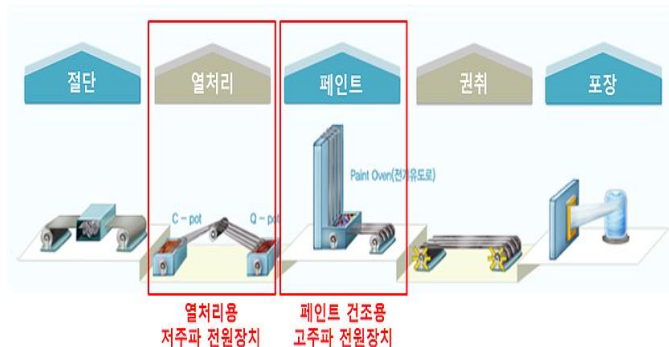 절단
열처리
페인트
권취
포장
Paint Oven(전기유도로)
C - pot
Q - pot
열처리용
저주파 전원장치
페인트 건조용
고주파 전원장치